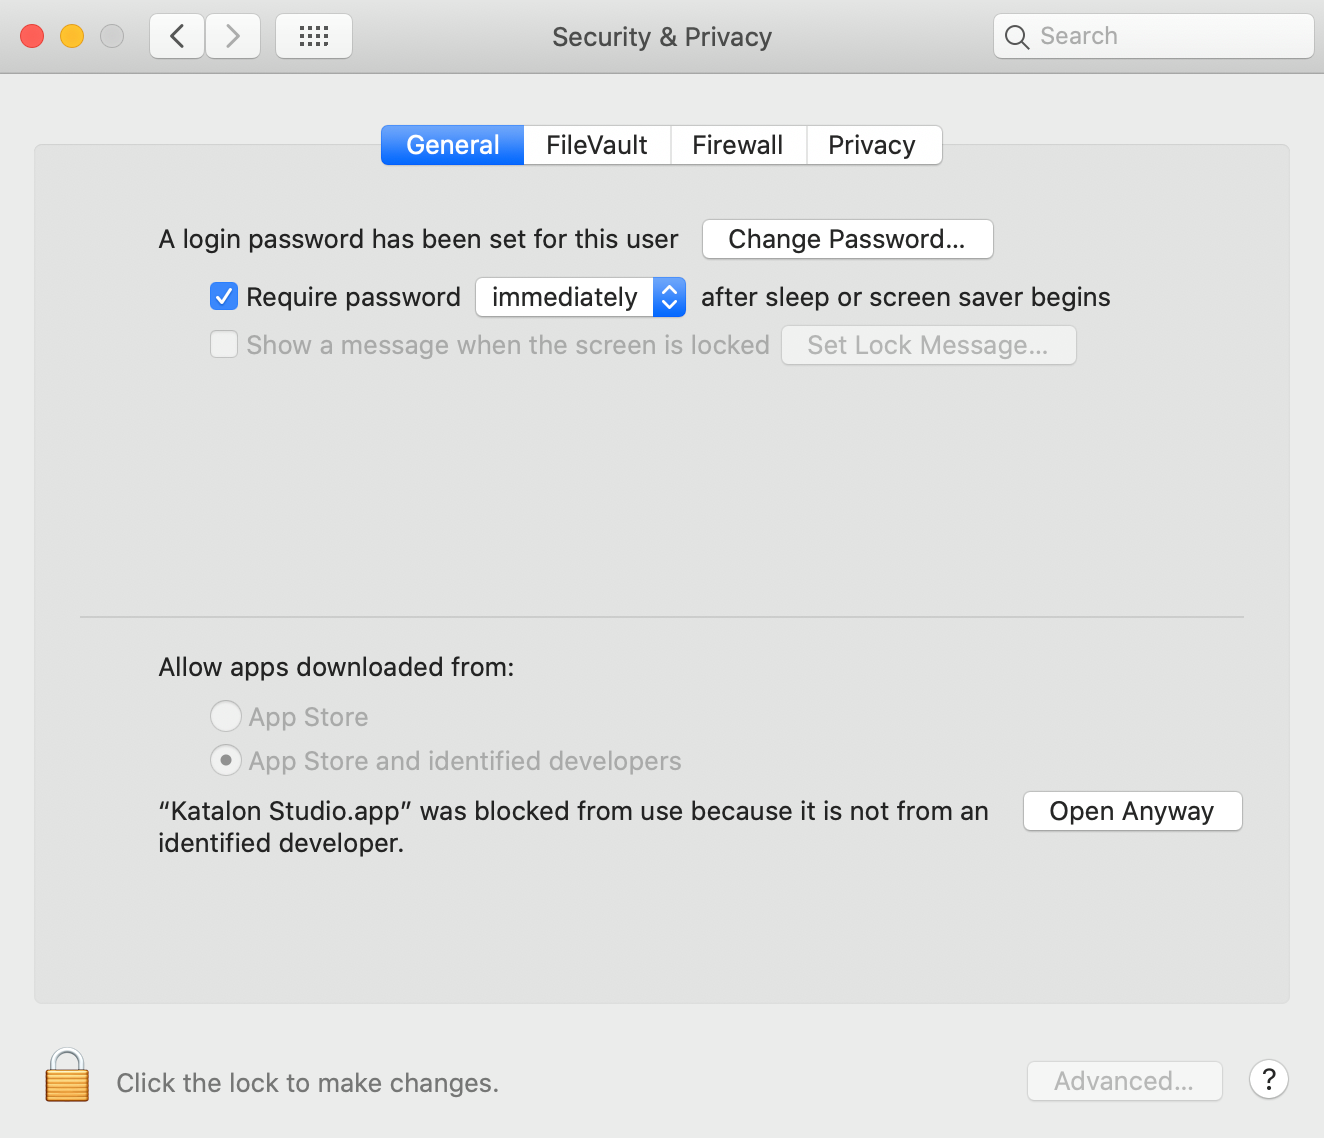 Security & Privacy
Search
General FileVault Firewall Privacy
A login password has been set for this user Change Password...
Require password immediately after sleep or screen saver begins
Show a message when the screen is locked Set Lock Message...
Allow apps downloaded from:
App Store
App Store and identified developers
“Katalon Studio.app” was blocked from use because it is not from an Open Anyway
identified developer.
Click the lock to make changes. Advanced... ?